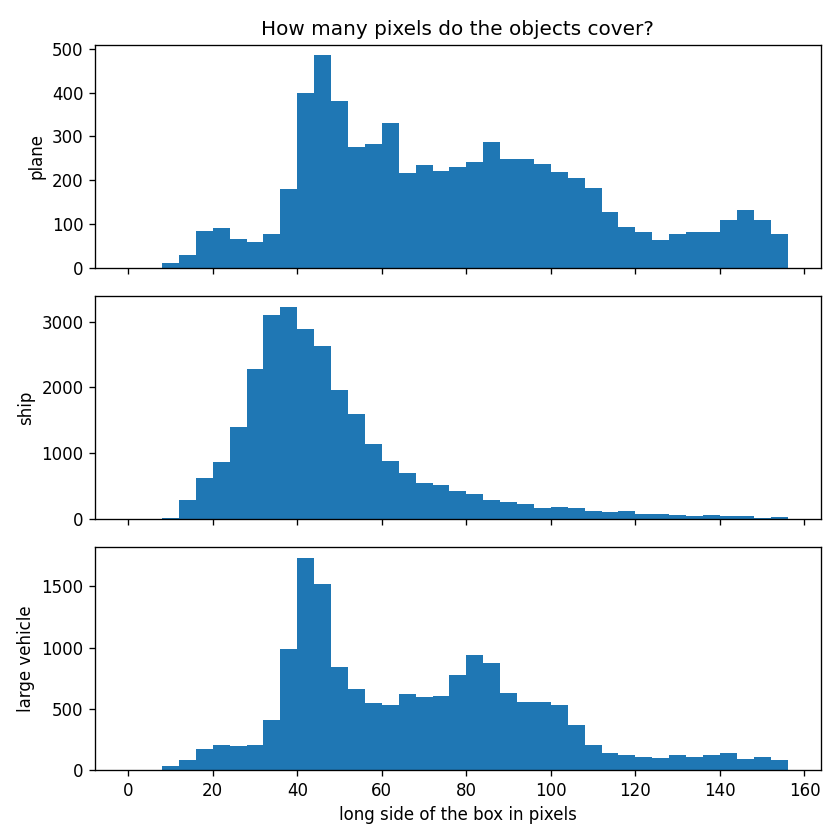 How many pixels do the objects cover?
500
400
300
200
100
0
plane
3000
2000
1000
0
ship
1500
1000
500
0
large vehicle
0 20 40 60 80 100 120 140 160
long side of the box in pixels